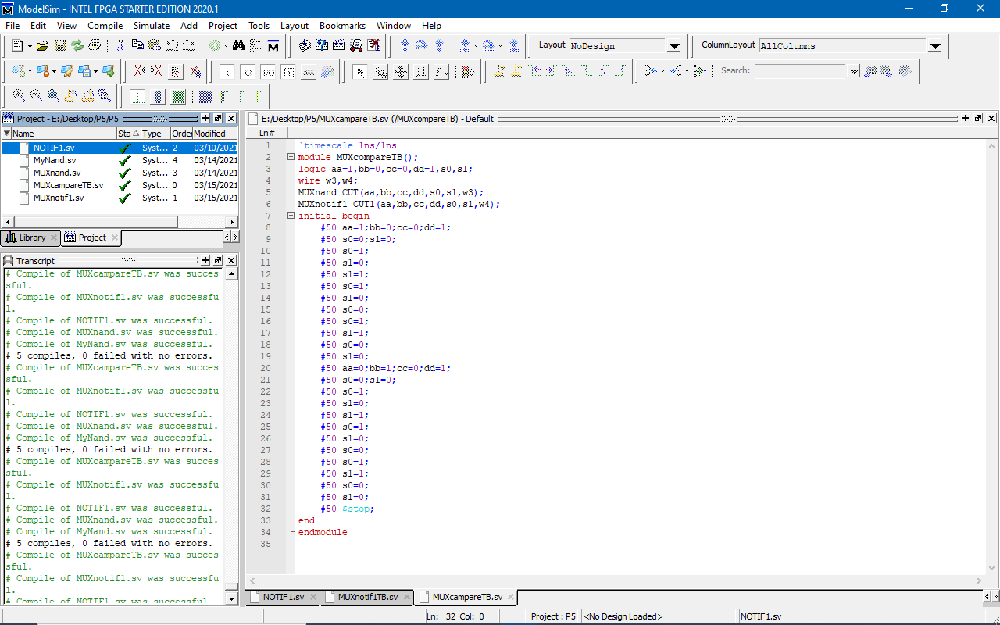 ModelSim - INTEL FPGA STARTER EDITION 2020.1
File Edit View Compile Simulate Add Project Tools Layout Bookmarks Window Help
Layout NoDesign ColumnLayout AllColumns
Search:
Project - E:/Desktop/P5/P5
Name Sta Type Order Modified
NOTIF1.sv Syst... 2 03/10/2021
MyNand.sv Syst... 4 03/14/2021
MUXnand.sv Syst... 3 03/14/2021
MUXcampareTB.sv Syst... 0 03/15/2021
MUXnotif1.sv Syst... 1 03/15/2021
Library Project
Transcript
# Compile of MUXcampareTB.sv was succes
sful.
# Compile of MUXnotif1.sv was successfu
l.
# Compile of NOTIF1.sv was successful.
# Compile of MUXnand.sv was successful.
# Compile of MyNand.sv was successful.
# 5 compiles, 0 failed with no errors.
# Compile of MUXcampareTB.sv was succes
sful.
# Compile of MUXnotif1.sv was successfu
l.
# Compile of NOTIF1.sv was successful.
# Compile of MUXnand.sv was successful.
# Compile of MyNand.sv was successful.
# 5 compiles, 0 failed with no errors.
# Compile of MUXcampareTB.sv was succes
sful.
# Compile of MUXnotif1.sv was successfu
l.
# Compile of NOTIF1.sv was successful.
# Compile of MUXnand.sv was successful.
# Compile of MyNand.sv was successful.
# 5 compiles, 0 failed with no errors.
# Compile of MUXcampareTB.sv was succes
sful.
# Compile of MUXnotif1.sv was successfu
l.
# Compile of NOTIF1.sv was successful.
E:/Desktop/P5/MUXcampareTB.sv (/MUXcompareTB) - Default
Ln#
1 `timescale 1ns/1ns
2 module MUXcompareTB();
3 logic aa=1,bb=0,cc=0,dd=1,s0,s1;
4 wire w3,w4;
5 MUXnand CUT(aa,bb,cc,dd,s0,s1,w3);
6 MUXnotif1 CUT1(aa,bb,cc,dd,s0,s1,w4);
7 initial begin
8 #50 aa=1;bb=0;cc=0;dd=1;
9 #50 s0=0;s1=0;
10 #50 s0=1;
11 #50 s1=0;
12 #50 s1=1;
13 #50 s0=1;
14 #50 s1=0;
15 #50 s0=0;
16 #50 s0=1;
17 #50 s1=1;
18 #50 s0=0;
19 #50 s1=0;
20 #50 aa=0;bb=1;cc=0;dd=1;
21 #50 s0=0;s1=0;
22 #50 s0=1;
23 #50 s1=0;
24 #50 s1=1;
25 #50 s0=1;
26 #50 s1=0;
27 #50 s0=0;
28 #50 s0=1;
29 #50 s1=1;
30 #50 s0=0;
31 #50 s1=0;
32 #50 $stop;
33 end
34 endmodule
35
NOTIF1.sv MUXnotif1TB.sv MUXcampareTB.sv
Ln: 32 Col: 0 Project : P5 <No Design Loaded> NOTIF1.sv